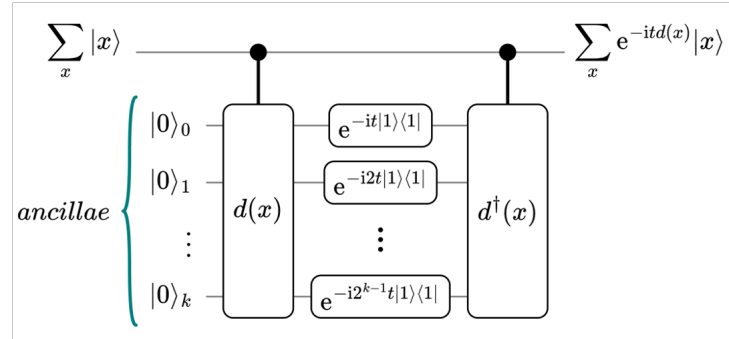 ∑ₓ |x⟩ ∑ₓ e^{-itd(x)}|x⟩
|0⟩₀ e^{-it|1⟩⟨1|}
|0⟩₁ e^{-i2t|1⟩⟨1|}
ancillae d(x) d†(x)
⋮ ⋮
|0⟩ₖ e^{-i2^{k-1}t|1⟩⟨1|}